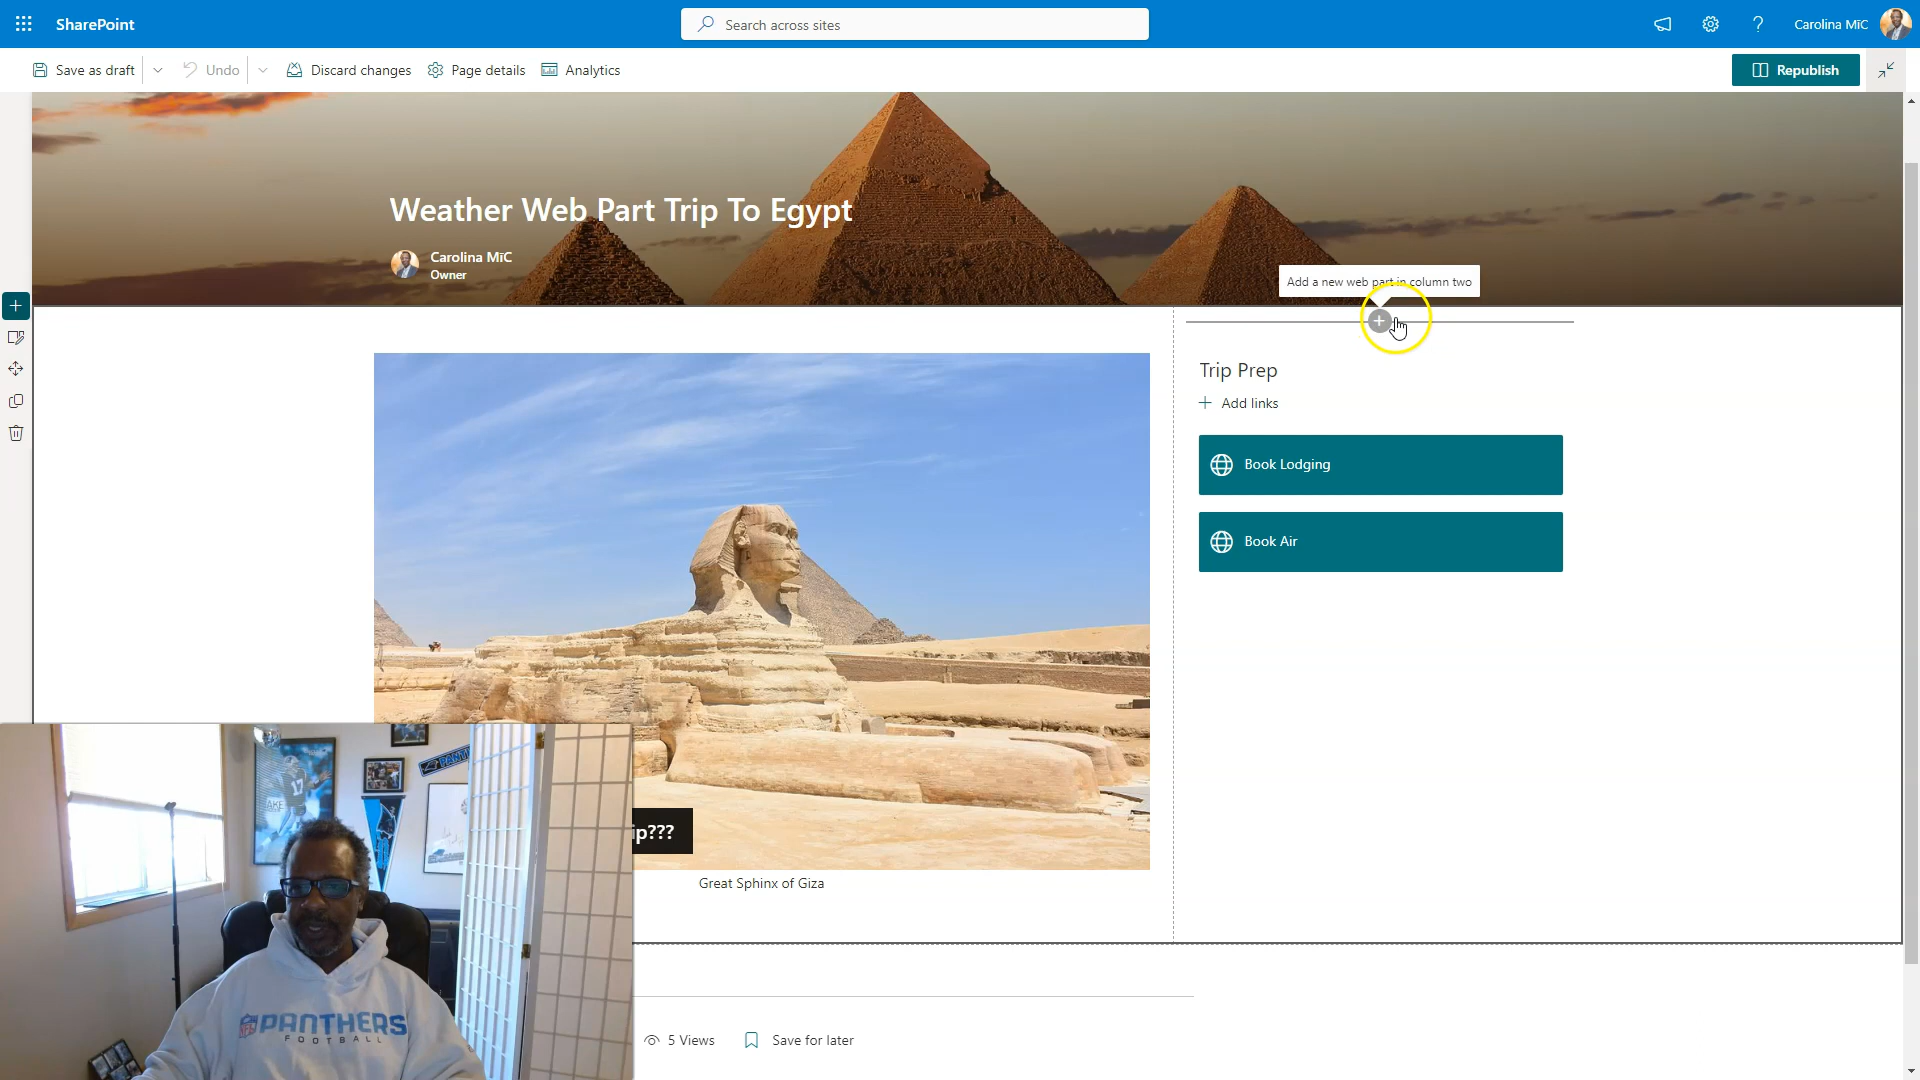 SharePoint
Search across sites
Carolina MiC
Save as draft
Undo
Discard changes
Page details
Analytics
Republish
Weather Web Part Trip To Egypt
Carolina MiC
Owner
Add a new web part in column two
Trip Prep
Add links
Book Lodging
Book Air
ip???
Great Sphinx of Giza
5 Views
Save for later
17
PANTHERS
FOOTBALL